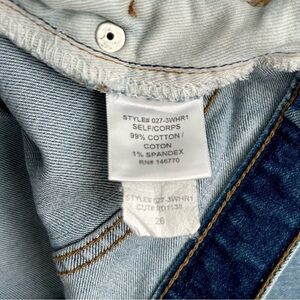 STYLE# 027-3WHR1
SELF/CORPS
99% COTTON /
COTON
1% SPANDEX
RN# 146770
STYLE# 027-3WHR1
26